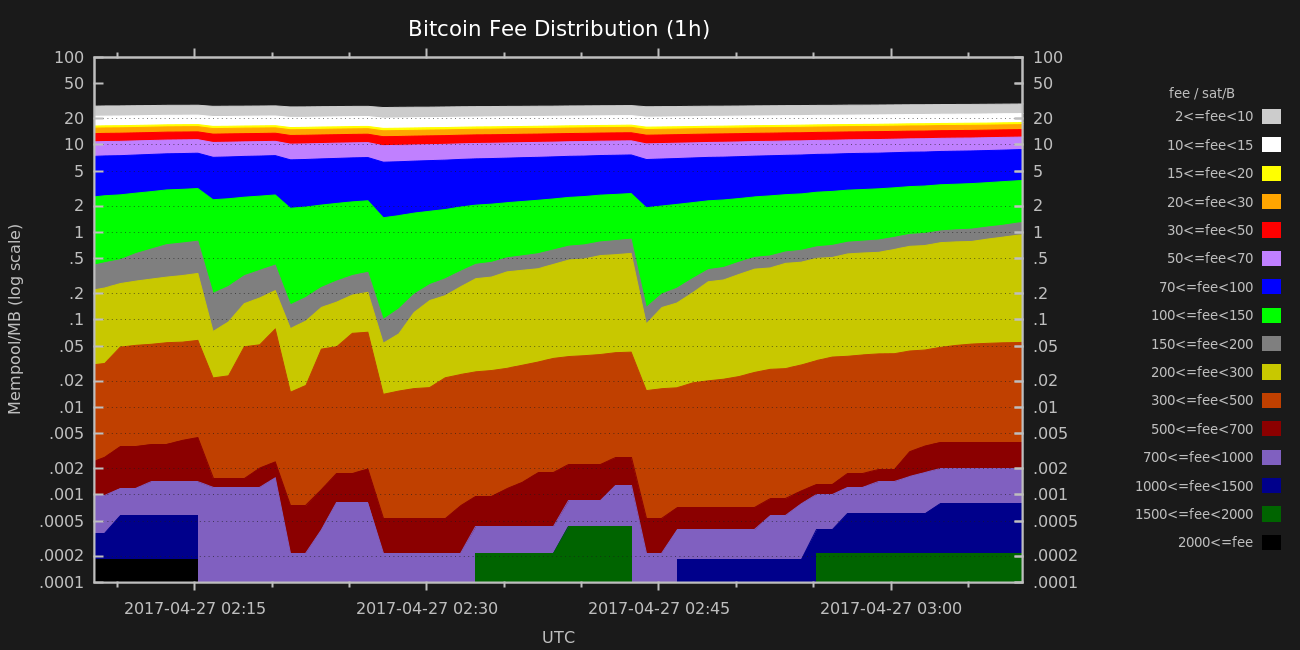 Bitcoin Fee Distribution (1h)
100 100
50 50
20 20
10 10
5 5
2 2
1 1
.5 .5
.2 .2
.1 .1
.05 .05
.02 .02
.01 .01
.005 .005
.002 .002
.001 .001
.0005 .0005
.0002 .0002
.0001 .0001
Mempool/MB (log scale)
2017-04-27 02:15 2017-04-27 02:30 2017-04-27 02:45 2017-04-27 03:00
UTC
fee / sat/B
2<=fee<10
10<=fee<15
15<=fee<20
20<=fee<30
30<=fee<50
50<=fee<70
70<=fee<100
100<=fee<150
150<=fee<200
200<=fee<300
300<=fee<500
500<=fee<700
700<=fee<1000
1000<=fee<1500
1500<=fee<2000
2000<=fee